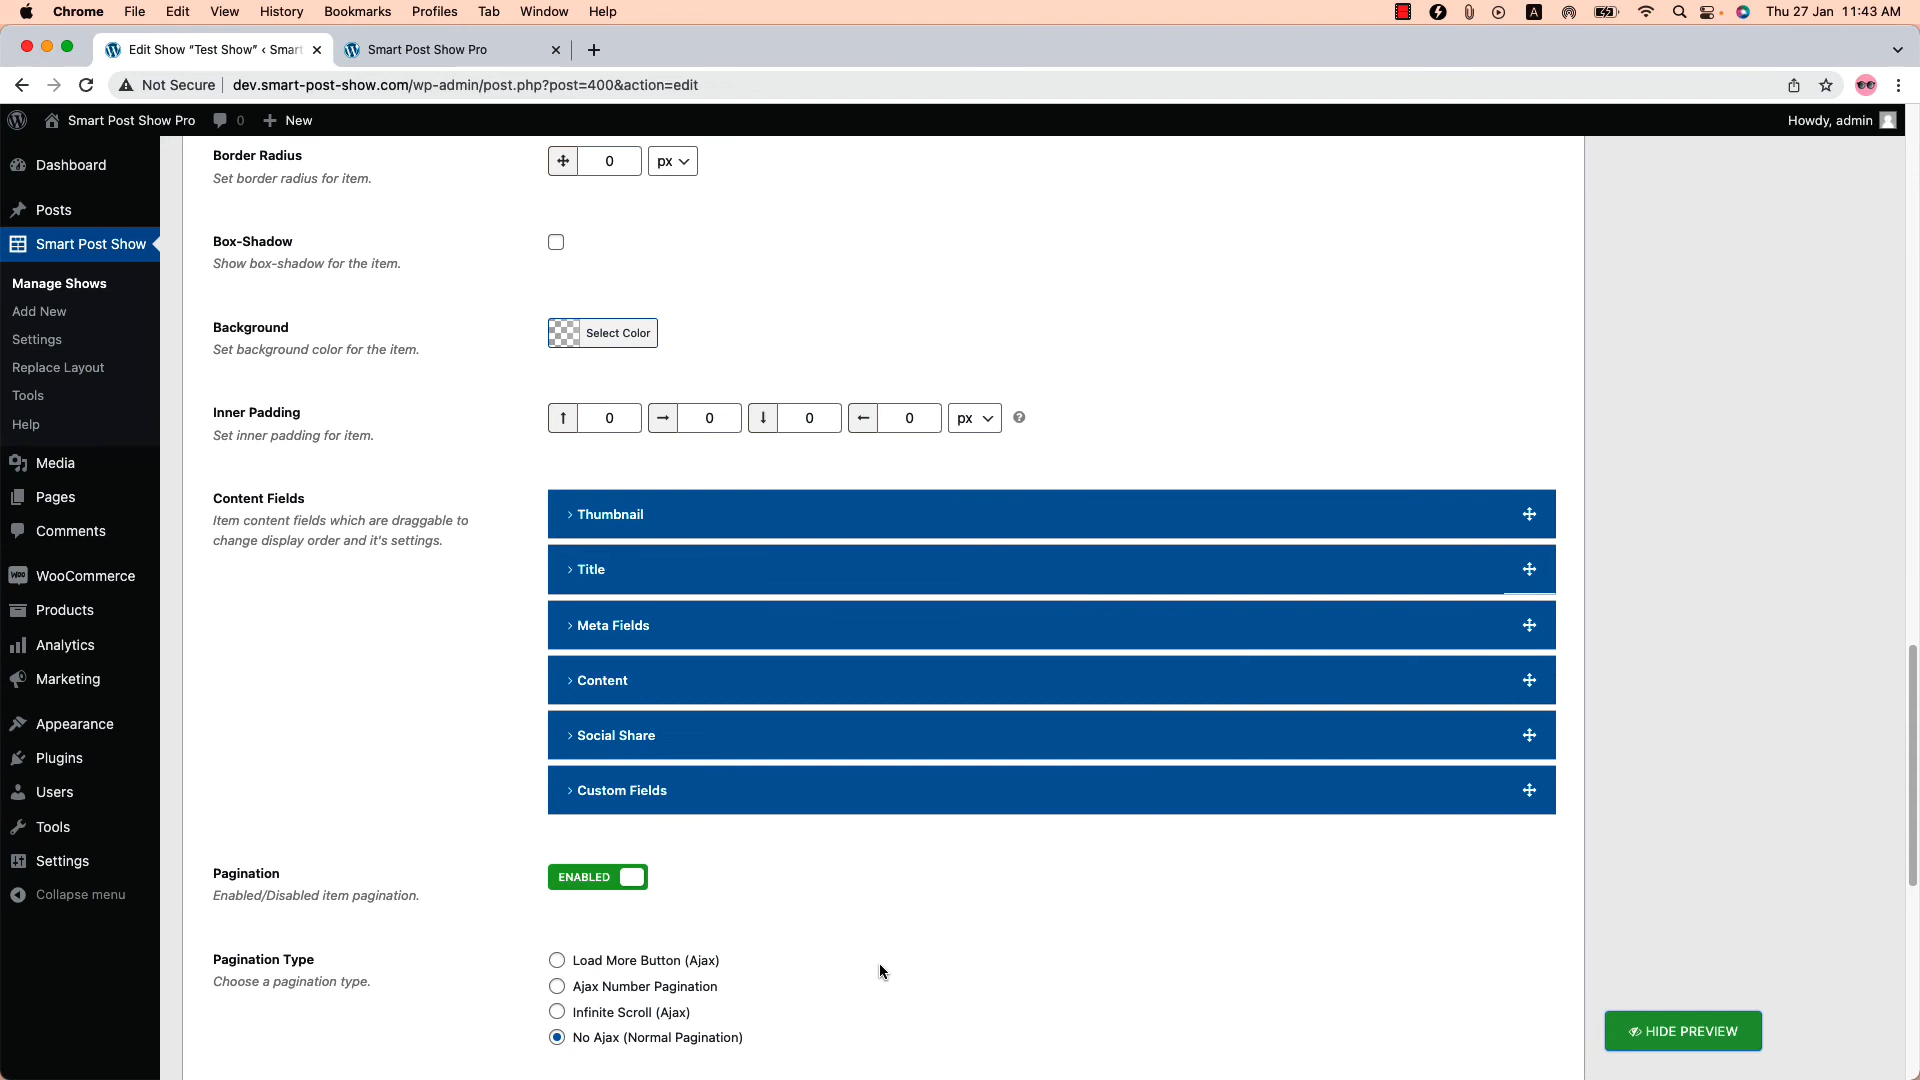 Chrome File Edit View History Bookmarks Profiles Tab Window Help A Thu 27 Jan 11:43 AM
Edit Show “Test Show” ‹ Smart Smart Post Show Pro
Not Secure dev.smart-post-show.com/wp-admin/post.php?post=400&action=edit
Smart Post Show Pro 0 New Howdy, admin
Dashboard
Posts
Smart Post Show
Manage Shows
Add New
Settings
Replace Layout
Tools
Help
Media
Pages
Comments
Woo WooCommerce
Products
Analytics
Marketing
Appearance
Plugins
Users
Tools
Settings
Collapse menu
Border Radius
Set border radius for item.
0 px
Box-Shadow
Show box-shadow for the item.
Background
Set background color for the item.
Select Color
Inner Padding
Set inner padding for item.
0 0 0 0 px ?
Content Fields
Item content fields which are draggable to
change display order and it's settings.
Thumbnail
Title
Meta Fields
Content
Social Share
Custom Fields
Pagination
Enabled/Disabled item pagination.
ENABLED
Pagination Type
Choose a pagination type.
Load More Button (Ajax)
Ajax Number Pagination
Infinite Scroll (Ajax)
No Ajax (Normal Pagination)
HIDE PREVIEW